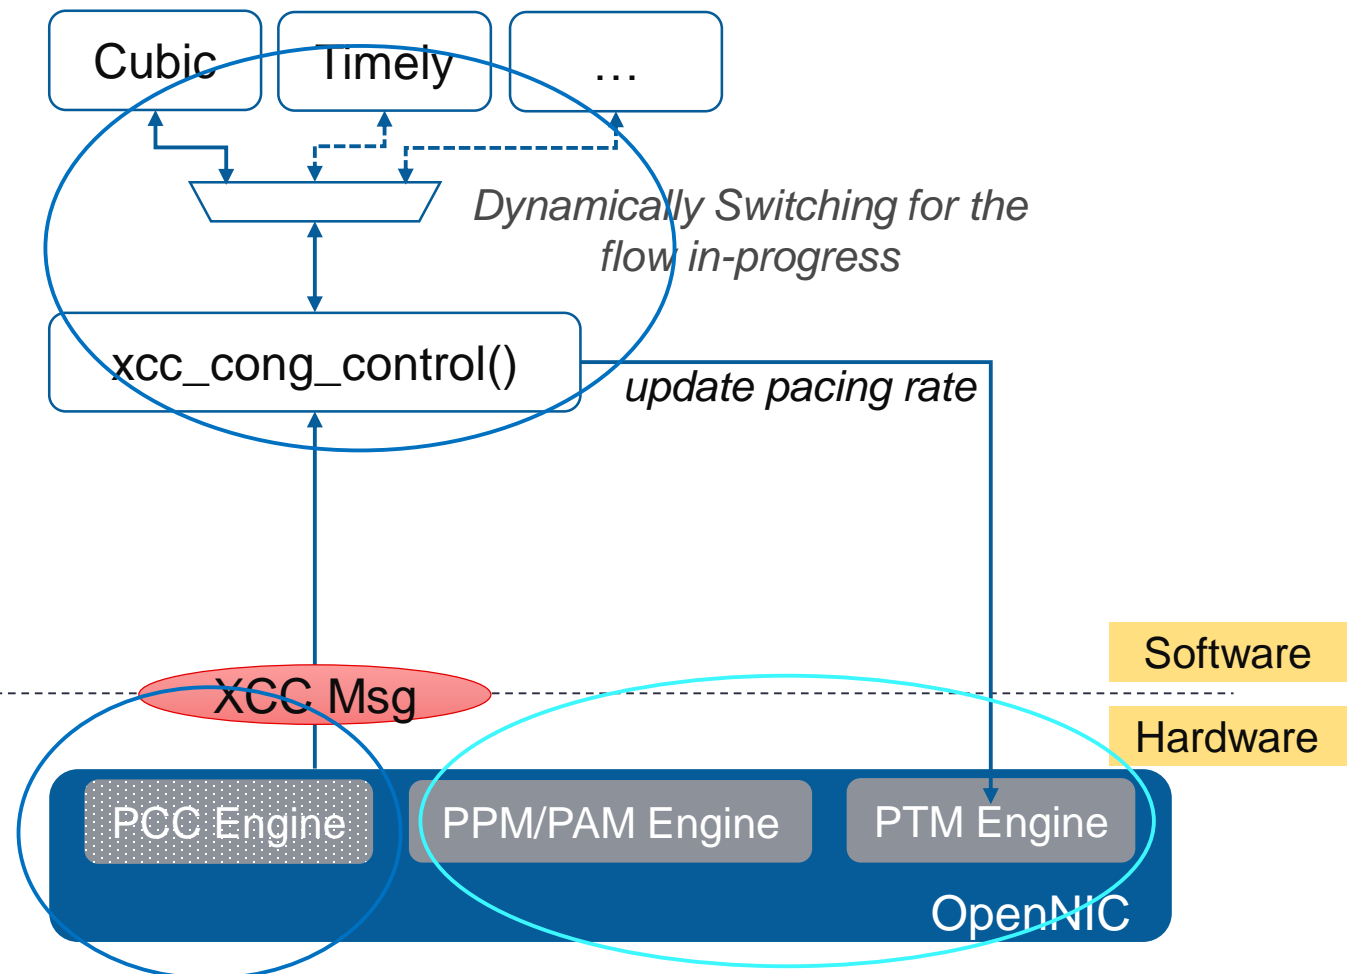 Cubic
Timely
...
Dynamically Switching for the
flow in-progress
xcc_cong_control()
update pacing rate
Software
XCC Msg
Hardware
PCC Engine
PPM/PAM Engine
PTM Engine
OpenNIC